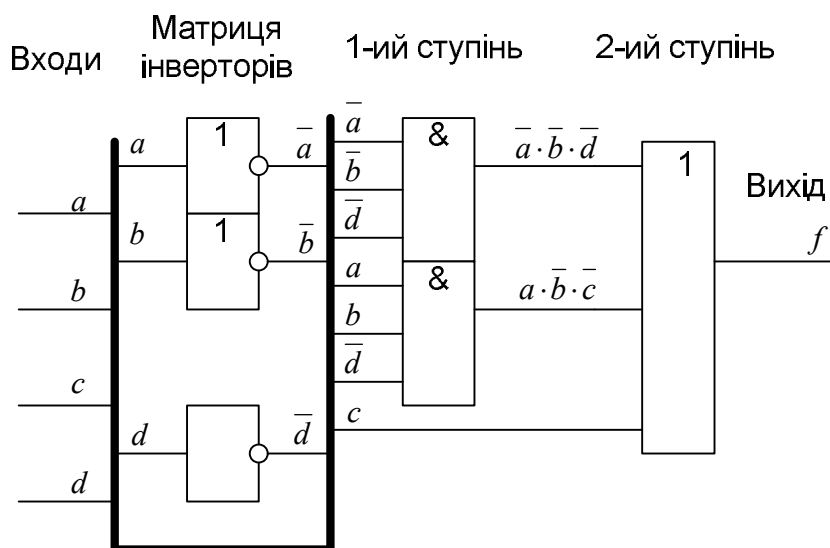 Входи
Матриця
інверторів
1-ий ступінь
2-ий ступінь
a
b
c
d
a
1
a̅
b
1
b̅
d
d̅
a̅
b̅
d̅
&
a̅ · b̅ · d̅
a
b
d̅
&
a · b̅ · c̅
c
1
Вихід
f